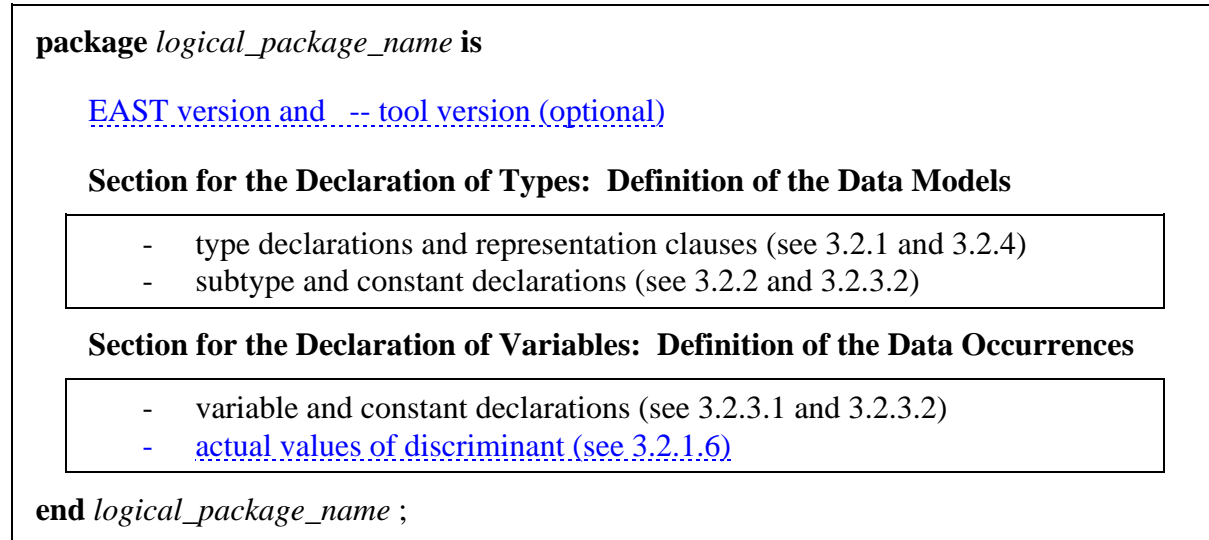 package logical_package_name is
EAST version and -- tool version (optional)
Section for the Declaration of Types: Definition of the Data Models
- type declarations and representation clauses (see 3.2.1 and 3.2.4)
- subtype and constant declarations (see 3.2.2 and 3.2.3.2)
Section for the Declaration of Variables: Definition of the Data Occurrences
- variable and constant declarations (see 3.2.3.1 and 3.2.3.2)
- actual values of discriminant (see 3.2.1.6)
end logical_package_name ;